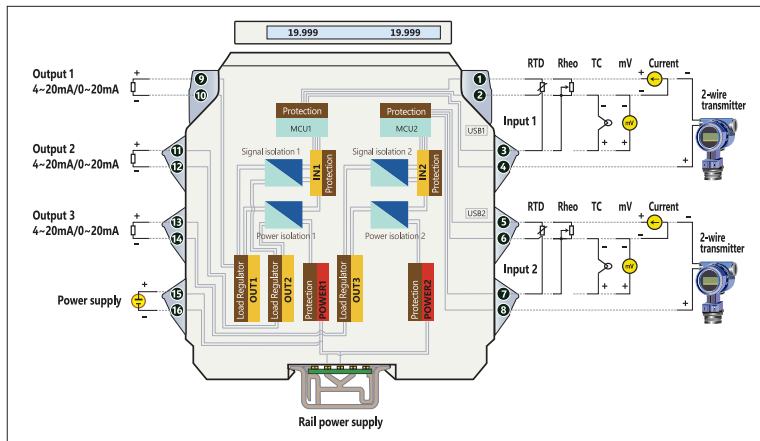 19.999 19.999
Output 1
4~20mA/0~20mA
+
-
9
10
Output 2
4~20mA/0~20mA
+
-
11
12
Output 3
4~20mA/0~20mA
+
-
13
14
Power supply
+
-
15
16
Protection
MCU1
Protection
MCU2
Signal isolation 1
IN1
Protection
Signal isolation 2
IN2
Protection
Power isolation 1
Power isolation 2
Load Regulator
OUT1
Load Regulator
OUT2
Protection
POWER1
Load Regulator
OUT3
Protection
POWER2
USB1
USB2
1
2
3
4
5
6
7
8
RTD Rheo TC mV Current
Input 1
+
-
-
-
-
mV
+
+
+
2-wire
transmitter
RTD Rheo TC mV Current
Input 2
+
-
-
-
-
mV
+
+
+
2-wire
transmitter
Rail power supply